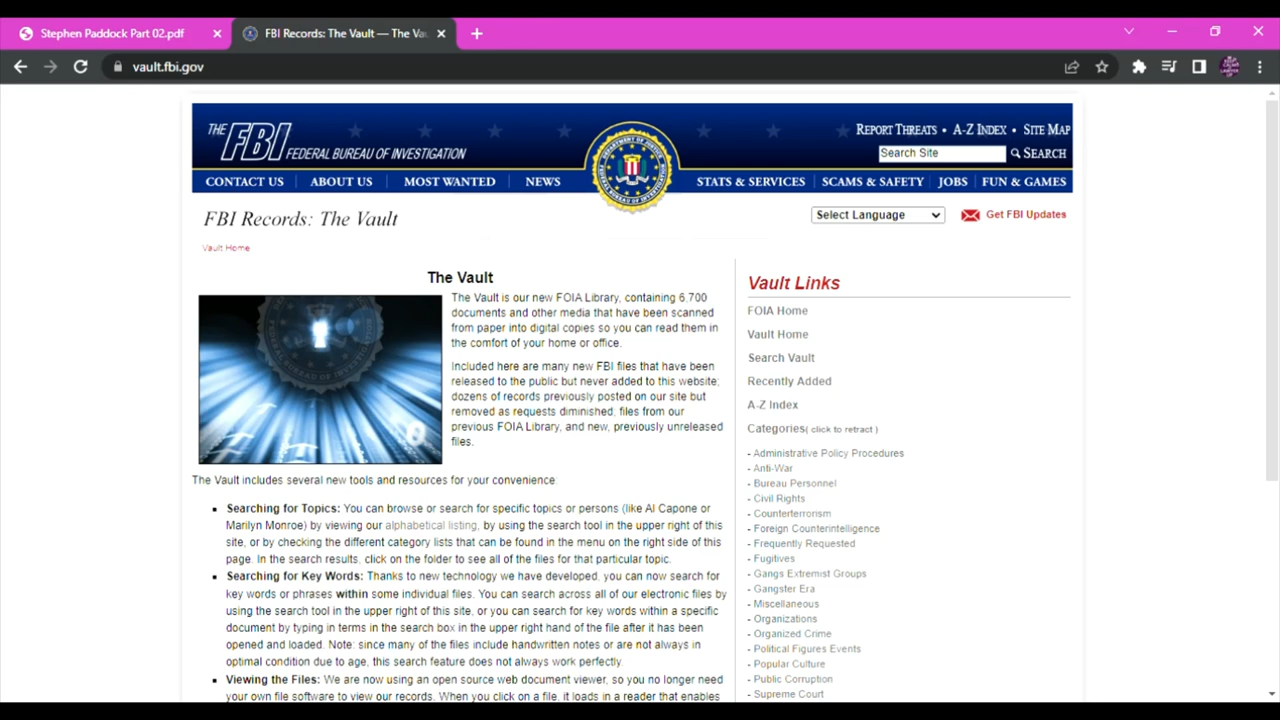 Stephen Paddock Part 02.pdf
FBI Records: The Vault — The Va
vault.fbi.gov
THE FBI FEDERAL BUREAU OF INVESTIGATION
REPORT THREATS • A-Z INDEX • SITE MAP
Search Site SEARCH
CONTACT US ABOUT US MOST WANTED NEWS STATS & SERVICES SCAMS & SAFETY JOBS FUN & GAMES
FBI Records: The Vault
Select Language Get FBI Updates
Vault Home
The Vault
The Vault is our new FOIA Library, containing 6,700
documents and other media that have been scanned
from paper into digital copies so you can read them in
the comfort of your home or office.
Included here are many new FBI files that have been
released to the public but never added to this website;
dozens of records previously posted on our site but
removed as requests diminished; files from our
previous FOIA Library, and new, previously unreleased
files.
The Vault includes several new tools and resources for your convenience:
Searching for Topics: You can browse or search for specific topics or persons (like Al Capone or
Marilyn Monroe) by viewing our alphabetical listing, by using the search tool in the upper right of this
site, or by checking the different category lists that can be found in the menu on the right side of this
page. In the search results, click on the folder to see all of the files for that particular topic.
Searching for Key Words: Thanks to new technology we have developed, you can now search for
key words or phrases within some individual files. You can search across all of our electronic files by
using the search tool in the upper right of this site, or you can search for key words within a specific
document by typing in terms in the search box in the upper right hand of the file after it has been
opened and loaded. Note: since many of the files include handwritten notes or are not always in
optimal condition due to age, this search feature does not always work perfectly.
Viewing the Files: We are now using an open source web document viewer, so you no longer need
your own file software to view our records. When you click on a file, it loads in a reader that enables
Vault Links
FOIA Home
Vault Home
Search Vault
Recently Added
A-Z Index
Categories( click to retract )
- Administrative Policy Procedures
- Anti-War
- Bureau Personnel
- Civil Rights
- Counterterrorism
- Foreign Counterintelligence
- Frequently Requested
- Fugitives
- Gangs Extremist Groups
- Gangster Era
- Miscellaneous
- Organizations
- Organized Crime
- Political Figures Events
- Popular Culture
- Public Corruption
- Supreme Court